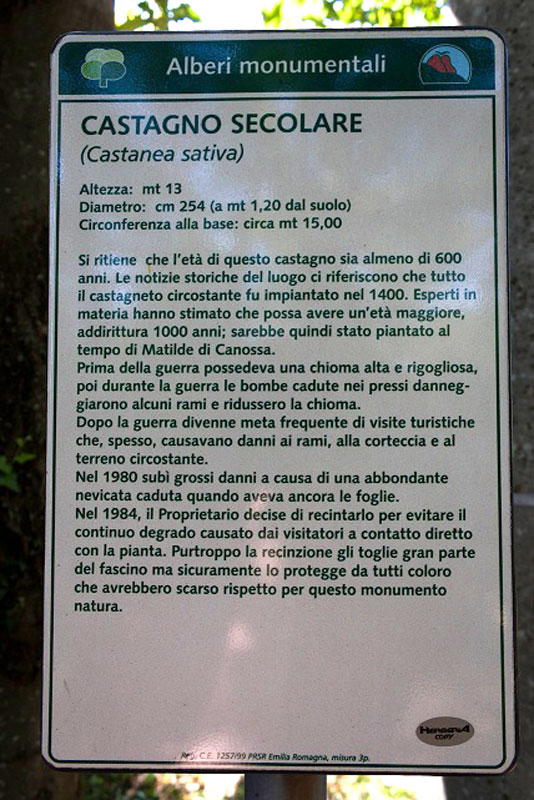 Alberi monumentali
CASTAGNO SECOLARE
(Castanea sativa)
Altezza: mt 13
Diametro: cm 254 (a mt 1,20 dal suolo)
Circonferenza alla base: circa mt 15,00
Si ritiene che l'età di questo castagno sia almeno di 600
anni. Le notizie storiche del luogo ci riferiscono che tutto
il castagneto circostante fu impiantato nel 1400. Esperti in
materia hanno stimato che possa avere un'età maggiore,
addirittura 1000 anni; sarebbe quindi stato piantato al
tempo di Matilde di Canossa.
Prima della guerra possedeva una chioma alta e rigogliosa,
poi durante la guerra le bombe cadute nei pressi danneg-
giarono alcuni rami e ridussero la chioma.
Dopo la guerra divenne meta frequente di visite turistiche
che, spesso, causavano danni ai rami, alla corteccia e al
terreno circostante.
Nel 1980 subì grossi danni a causa di una abbondante
nevicata caduta quando aveva ancora le foglie.
Nel 1984, il Proprietario decise di recintarlo per evitare il
continuo degrado causato dai visitatori a contatto diretto
con la pianta. Purtroppo la recinzione gli toglie gran parte
del fascino ma sicuramente lo protegge da tutti coloro
che avrebbero scarso rispetto per questo monumento
natura.
COPY
Reg. C.E. 1257/99 PRSR Emilia Romagna, misura 3p.